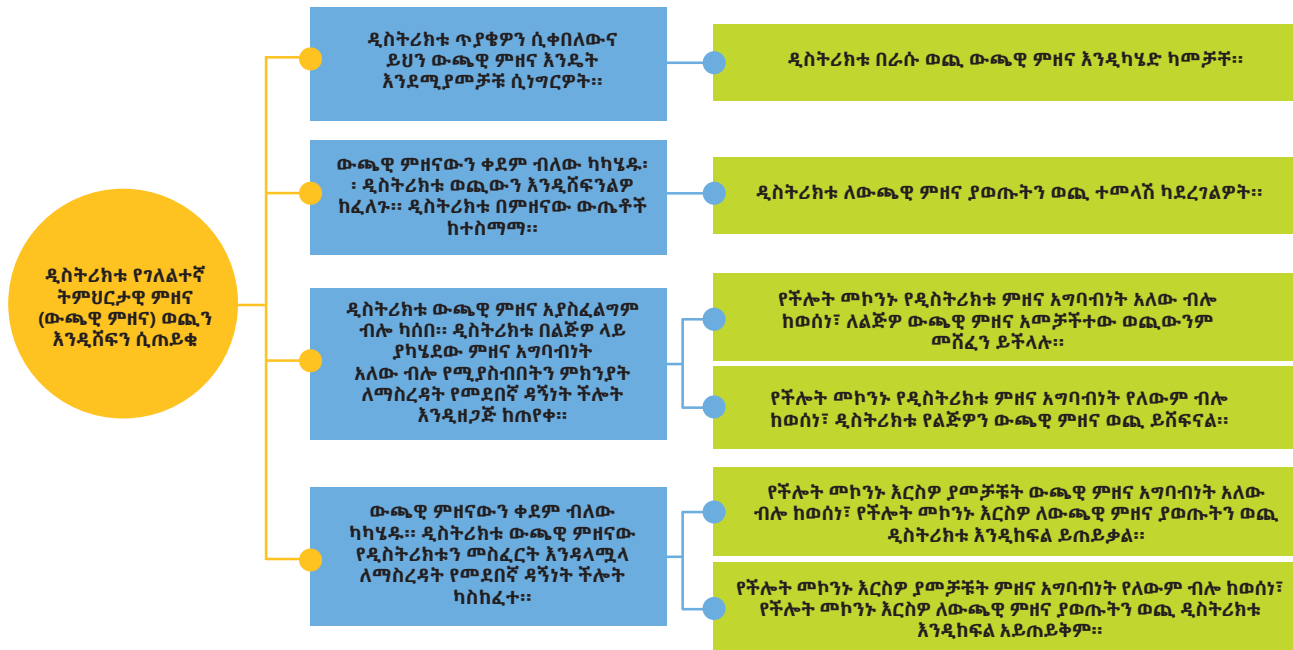 ዲስትሪክቱ የገለልተኛ
ትምህርታዊ ምዘና
(ውጫዊ ምዘና) ወጪን
እንዲሸፍን ሲጠይቁ
ዲስትሪክቱ ጥያቄዎን ሲቀበለውና
ይህን ውጫዊ ምዘና እንዴት
እንደሚያመቻቹ ሲነግርዎት።
ዲስትሪክቱ በራሱ ወጪ ውጫዊ ምዘና እንዲካሄድ ካመቻቸ።
ውጫዊ ምዘናውን ቀደም ብለው ካካሄዱ፡
፡ ዲስትሪክቱ ወጪውን እንዲሸፍንልዎ
ከፈለጉ። ዲስትሪክቱ በምዘናው ውጤቶች
ከተስማማ።
ዲስትሪክቱ ለውጫዊ ምዘና ያወጡትን ወጪ ተመላሽ ካደረገልዎት።
ዲስትሪክቱ ውጫዊ ምዘና አያስፈልግም
ብሎ ካሰበ። ዲስትሪክቱ በልጅዎ ላይ
ያካሄደው ምዘና አግባብነት
አለው ብሎ የሚያስብበትን ምክንያት
ለማስረዳት የመደበኛ ዳኝነት ችሎት
እንዲዘጋጅ ከጠየቀ።
የችሎት መኮንኑ የዲስትሪክቱ ምዘና አግባብነት አለው ብሎ
ከወሰነ፣ ለልጅዎ ውጫዊ ምዘና አመቻችተው ወጪውንም
መሸፈን ይችላሉ።
የችሎት መኮንኑ የዲስትሪክቱ ምዘና አግባብነት የለውም ብሎ
ከወሰነ፣ ዲስትሪክቱ የልጅዎን ውጫዊ ምዘና ወጪ ይሸፍናል።
ውጫዊ ምዘናውን ቀደም ብለው
ካካሄዱ። ዲስትሪክቱ ውጫዊ ምዘናው
የዲስትሪክቱን መስፈርት እንዳላሟላ
ለማስረዳት የመደበኛ ዳኝነት ችሎት
ካስከፈተ።
የችሎት መኮንኑ እርስዎ ያመቻቹት ውጫዊ ምዘና አግባብነት አለው
ብሎ ከወሰነ፣ የችሎት መኮንኑ እርስዎ ለውጫዊ ምዘና ያወጡትን ወጪ
ዲስትሪክቱ እንዲከፍል ይጠይቃል።
የችሎት መኮንኑ እርስዎ ያመቻቹት ምዘና አግባብነት የለውም ብሎ ከወሰነ፣
የችሎት መኮንኑ እርስዎ ለውጫዊ ምዘና ያወጡትን ወጪ ዲስትሪክቱ
እንዲከፍል አይጠይቅም።